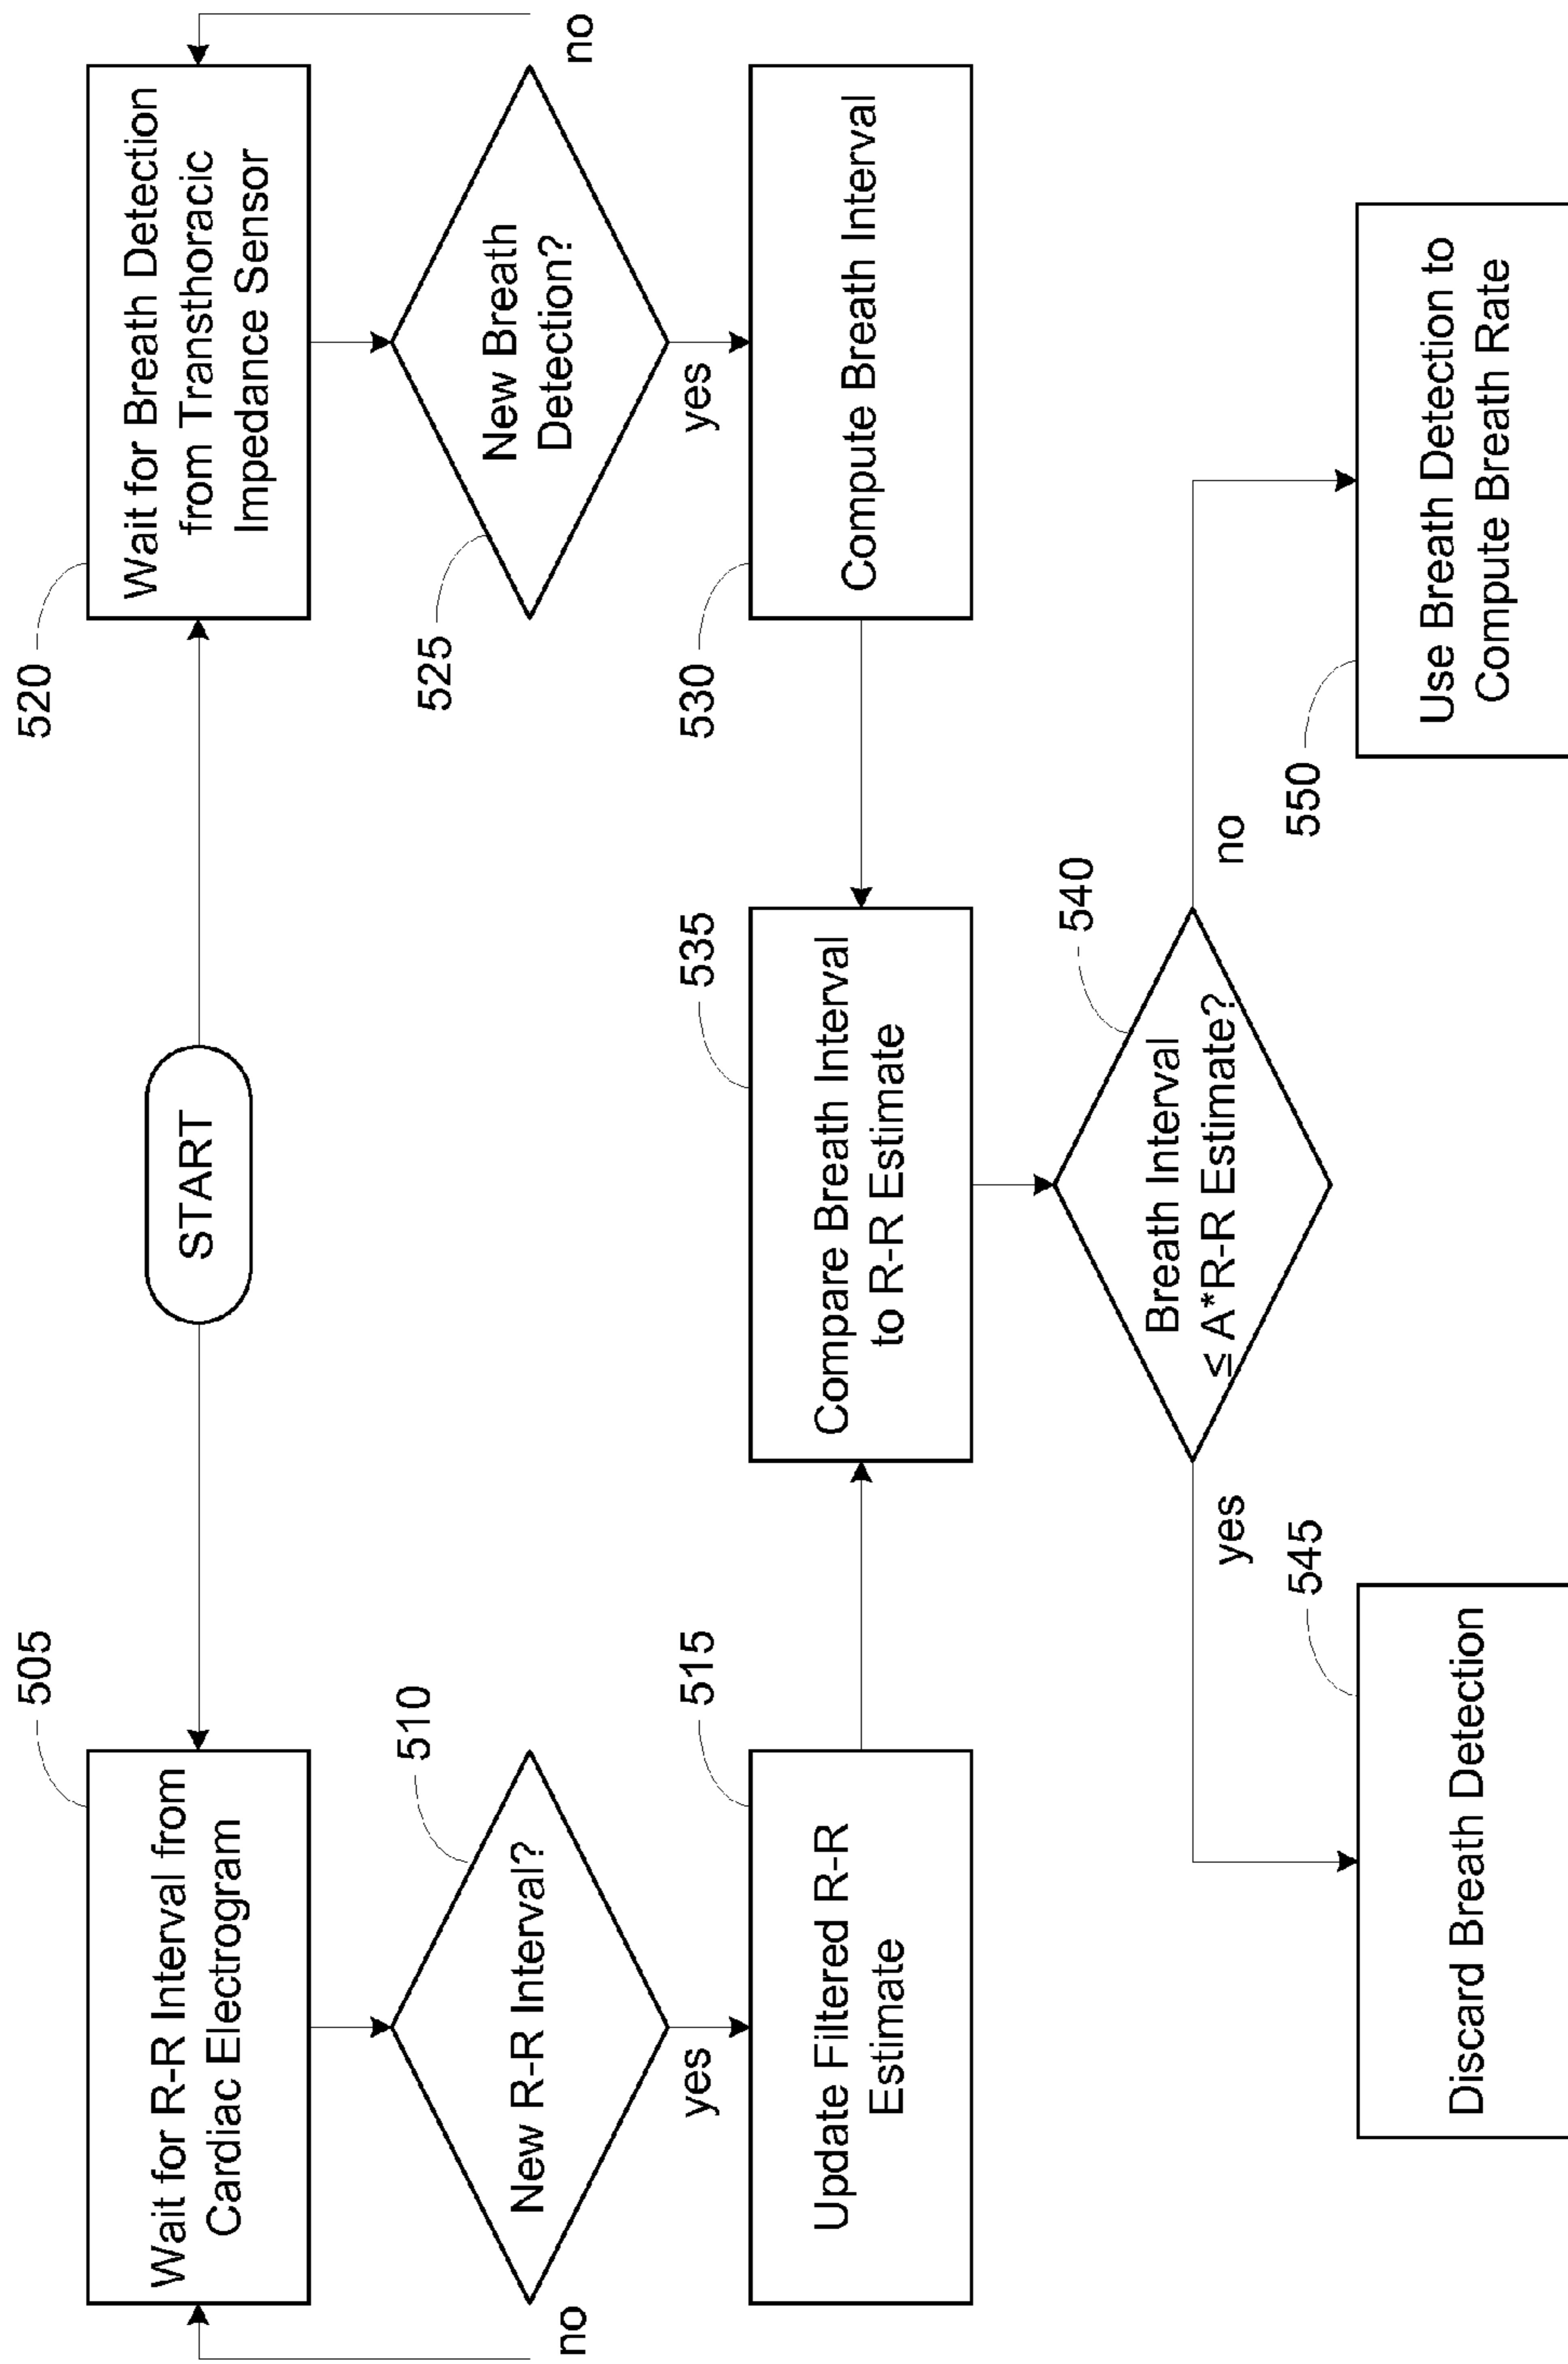 START
505
Wait for R-R Interval from
Cardiac Electrogram
510
New R-R Interval?
no
yes
515
Update Filtered R-R
Estimate
520
Wait for Breath Detection
from Transthoracic
Impedance Sensor
525
New Breath
Detection?
no
yes
530
Compute Breath Interval
535
Compare Breath Interval
to R-R Estimate
540
Breath Interval
≤ A*R-R Estimate?
yes
no
545
Discard Breath Detection
550
Use Breath Detection to
Compute Breath Rate